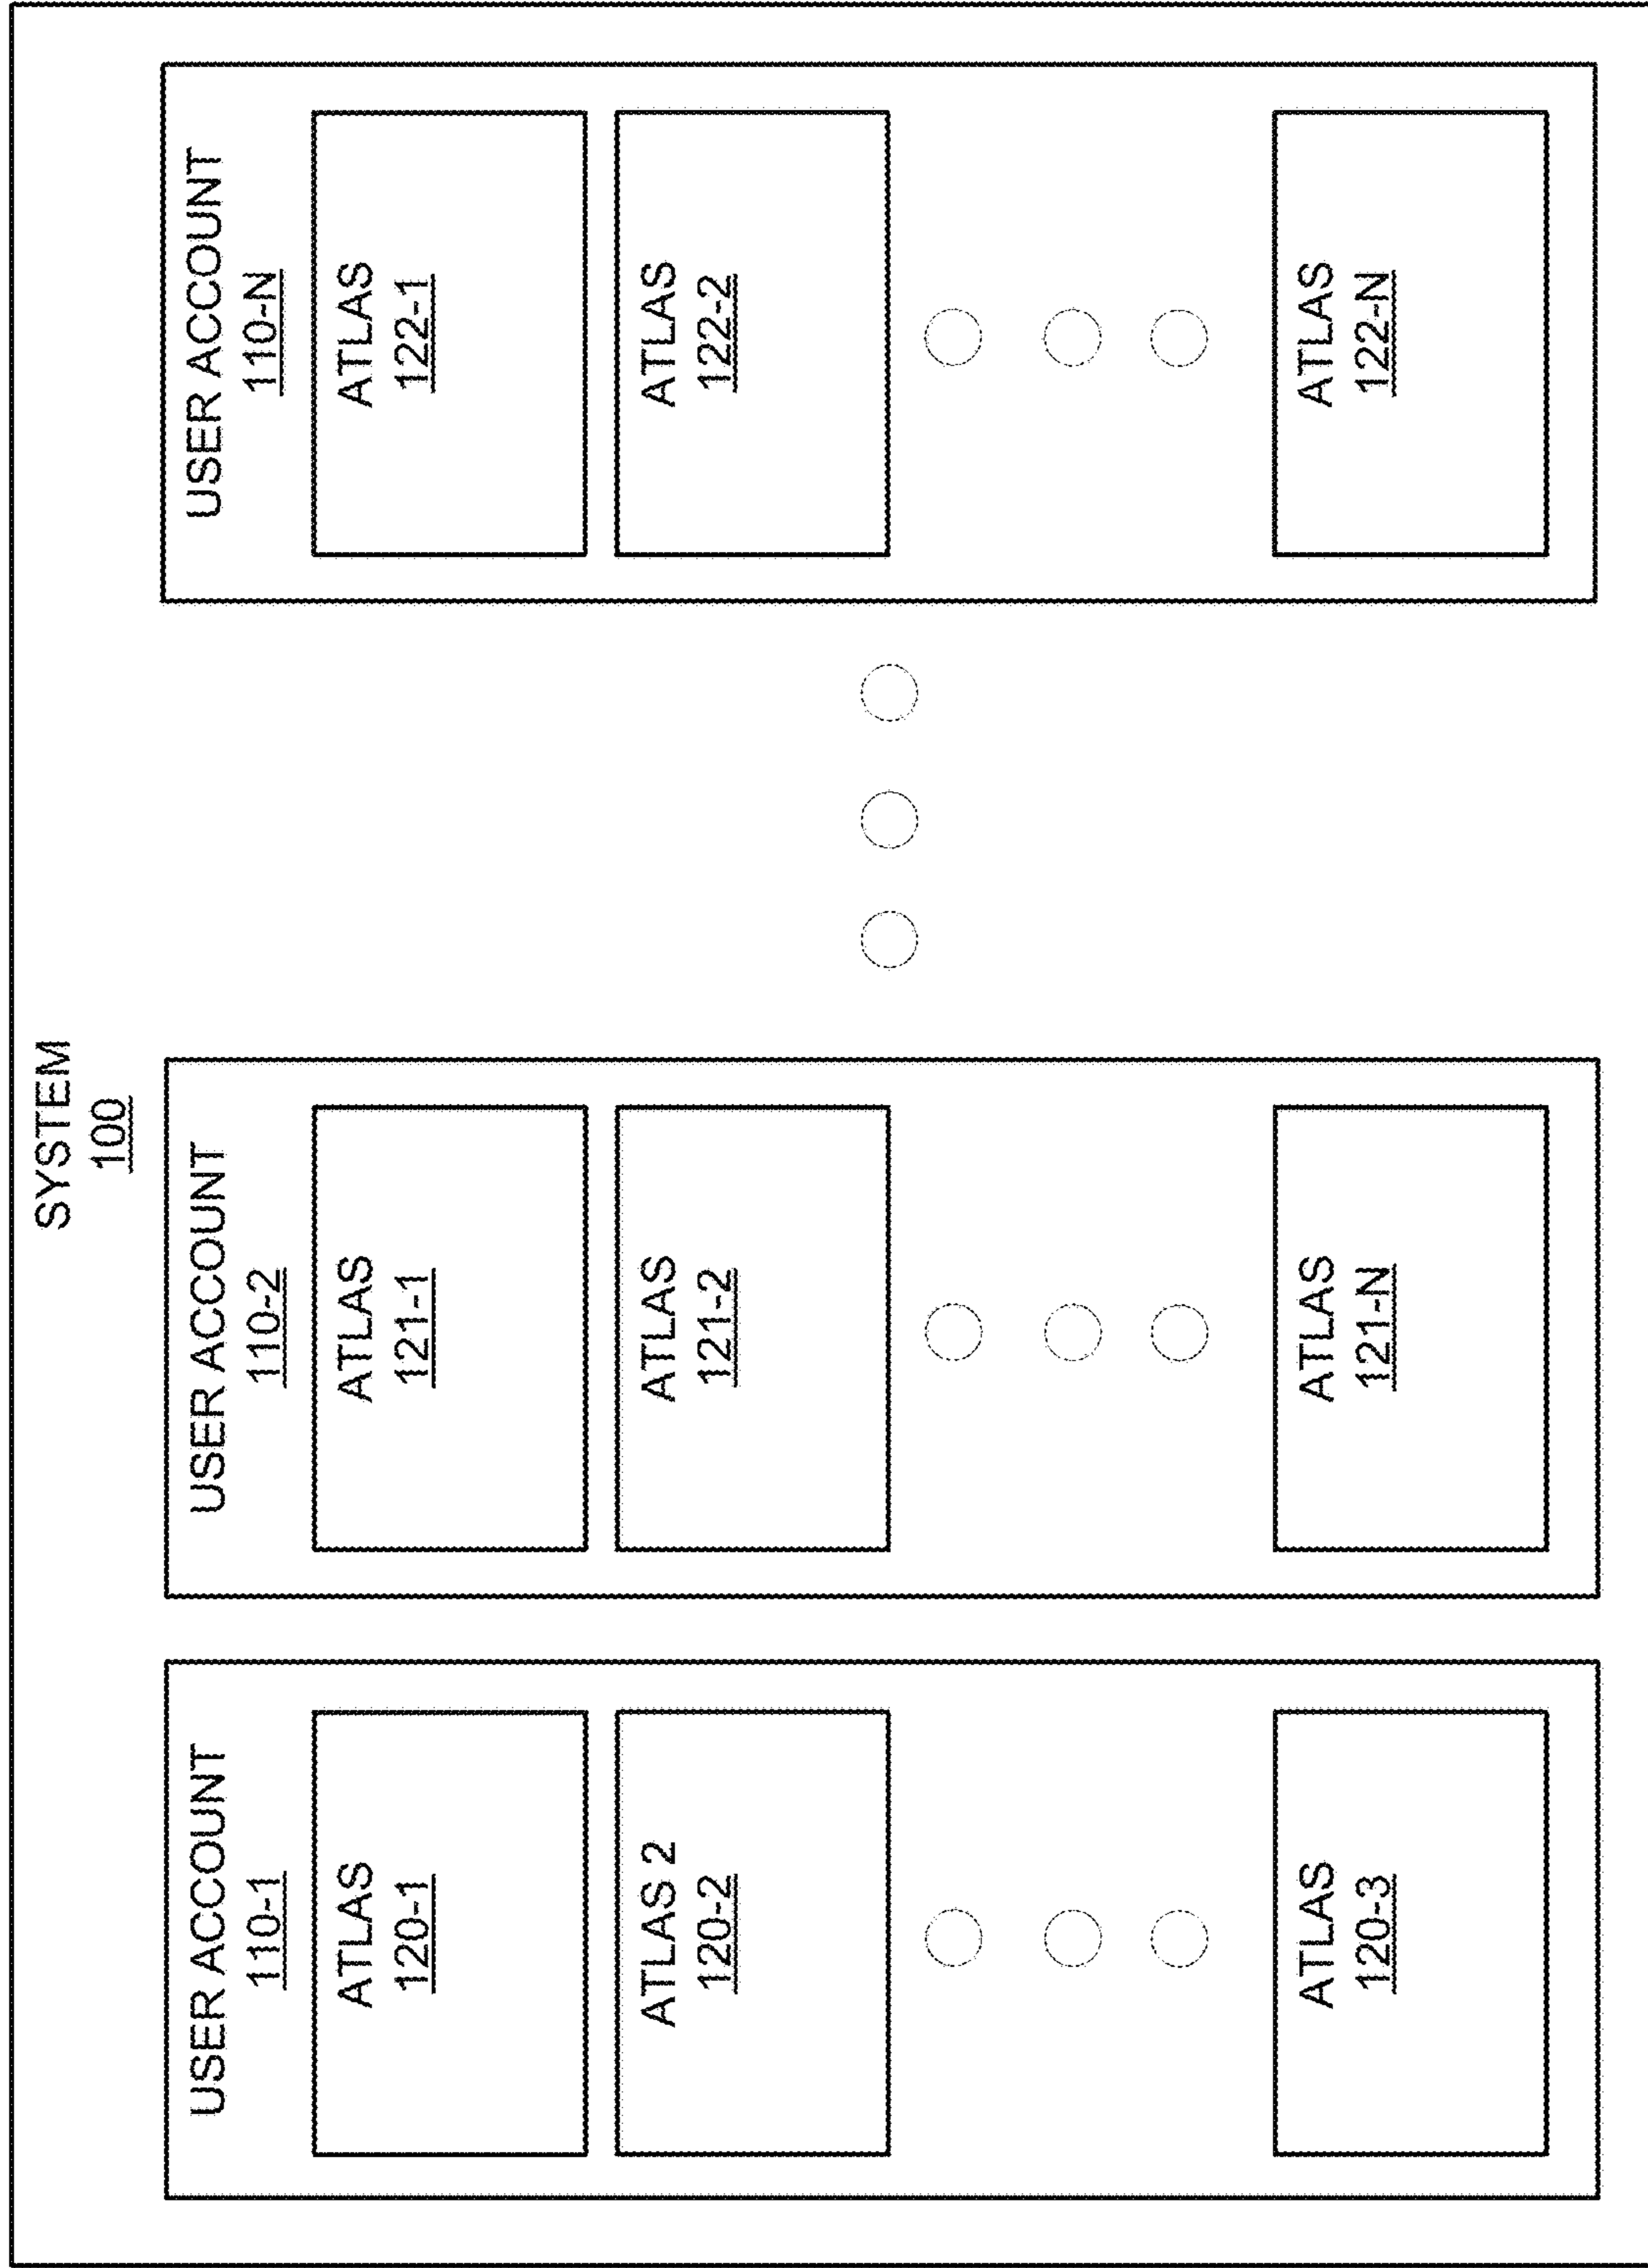 SYSTEM
100
USER ACCOUNT
110-1
ATLAS
120-1
ATLAS 2
120-2
ATLAS
120-3
USER ACCOUNT
110-2
ATLAS
121-1
ATLAS
121-2
ATLAS
121-N
USER ACCOUNT
110-N
ATLAS
122-1
ATLAS
122-2
ATLAS
122-N